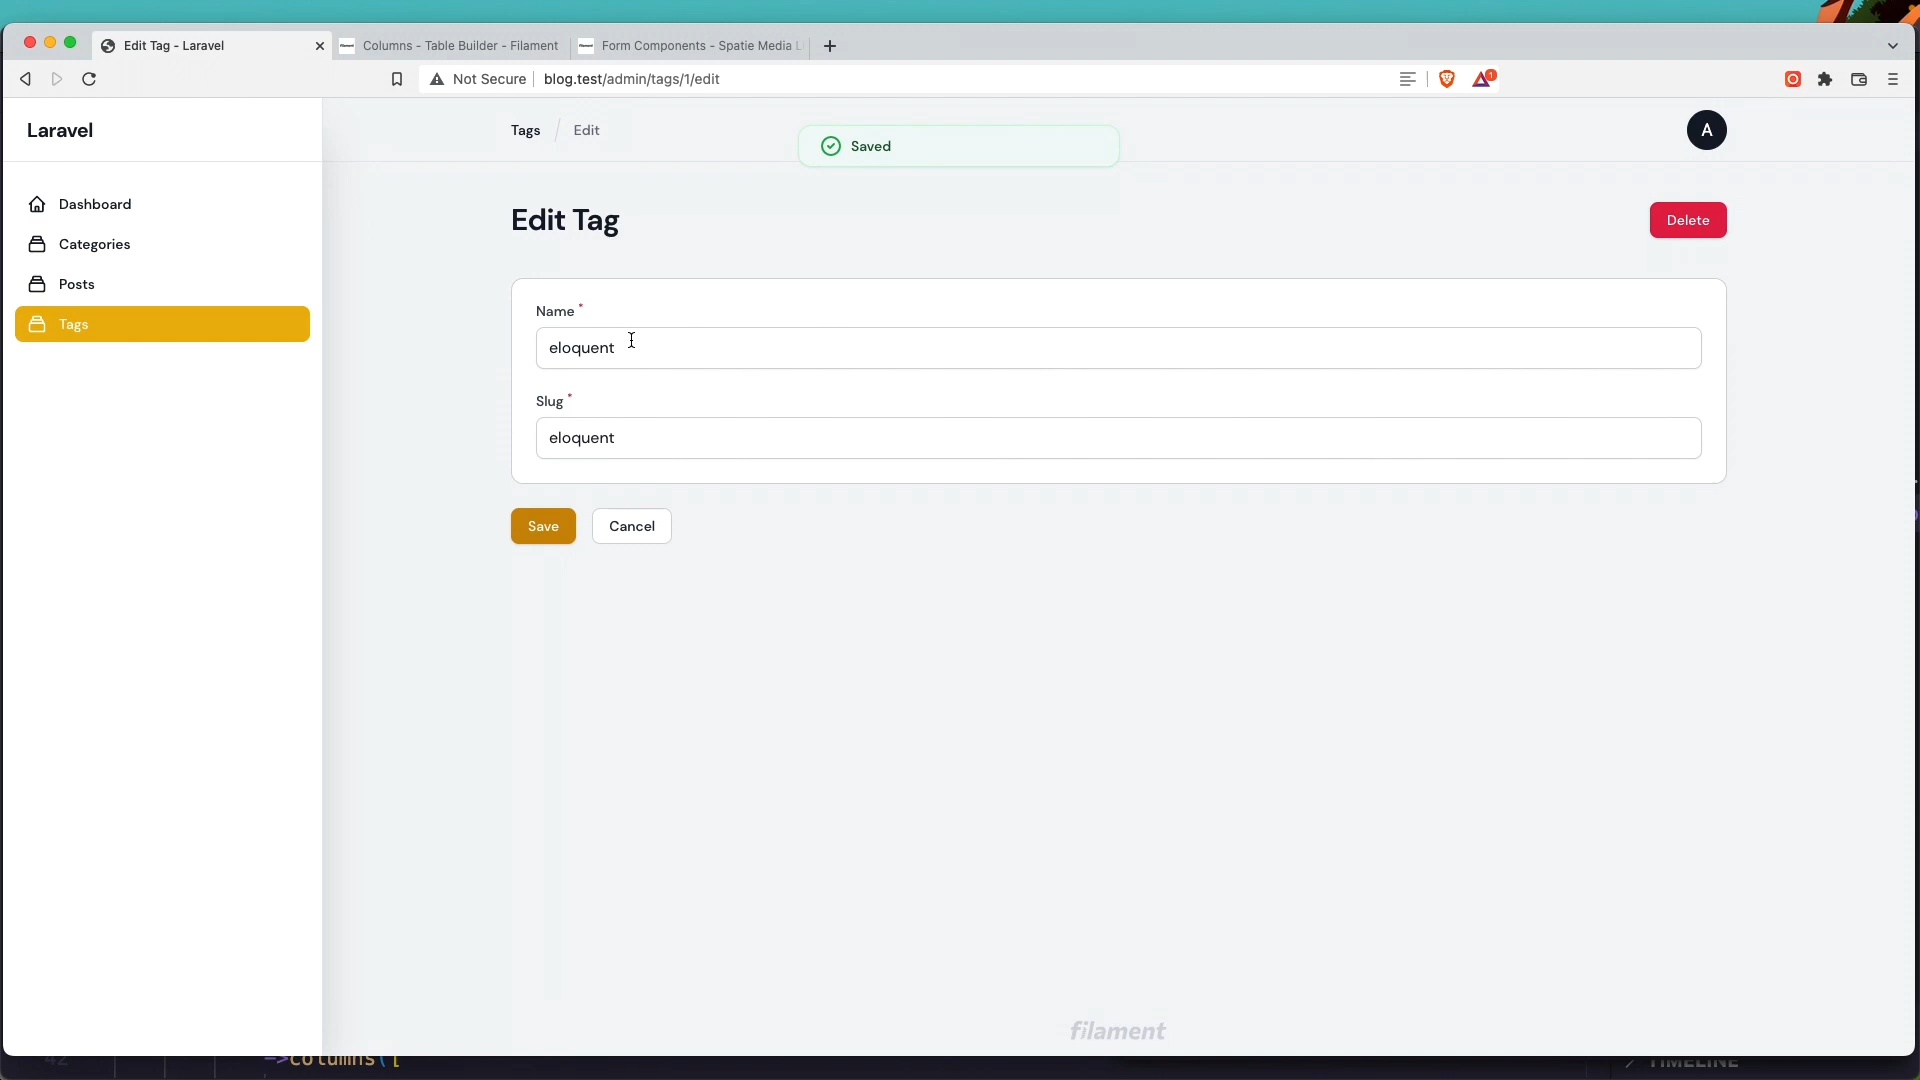 Edit Tag - Laravel
Columns - Table Builder - Filament
Form Components - Spatie Media L
Not Secure
blog.test/admin/tags/1/edit
1
Laravel
Tags
Edit
Saved
A
Dashboard
Categories
Posts
Tags
Edit Tag
Delete
Name *
eloquent
Slug *
eloquent
Save
Cancel
filament
42
->columns([
TIMELINE